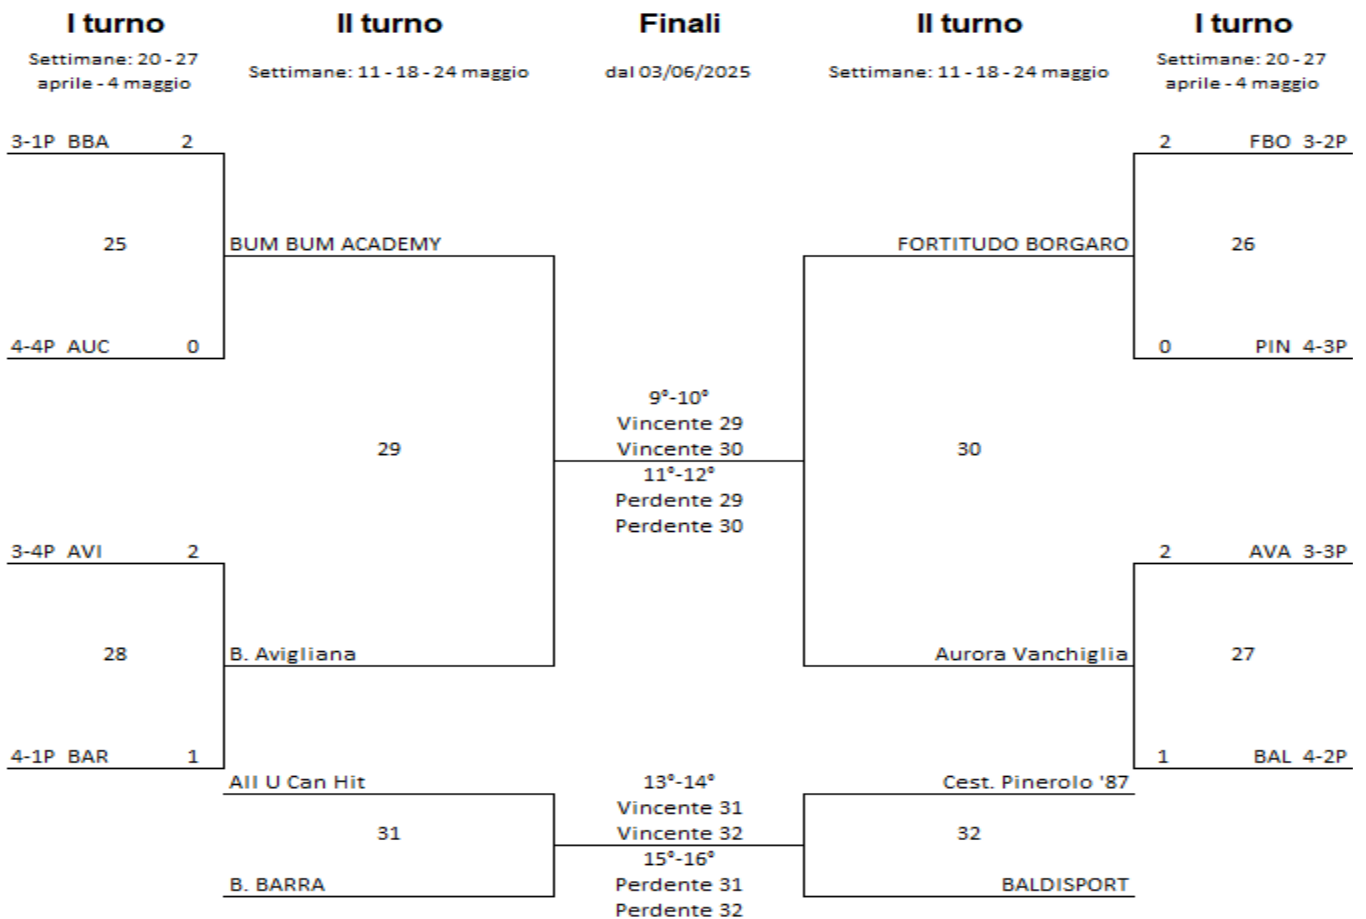 I turno II turno Finali II turno I turno
Settimane: 20 - 27 aprile - 4 maggio
Settimane: 11 - 18 - 24 maggio
dal 03/06/2025
Settimane: 11 - 18 - 24 maggio
Settimane: 20 - 27 aprile - 4 maggio
3-1P BBA 2 2 FBO 3-2P
25 BUM BUM ACADEMY FORTITUDO BORGARO 26
4-4P AUC 0 0 PIN 4-3P
9°-10°
Vincente 29
29 Vincente 30 30
11°-12°
Perdente 29
Perdente 30
3-4P AVI 2 2 AVA 3-3P
28 B. Avigliana Aurora Vanchiglia 27
4-1P BAR 1 1 BAL 4-2P
All U Can Hit 13°-14° Cest. Pinerolo '87
Vincente 31
31 Vincente 32 32
15°-16°
B. BARRA Perdente 31 BALDISPORT
Perdente 32